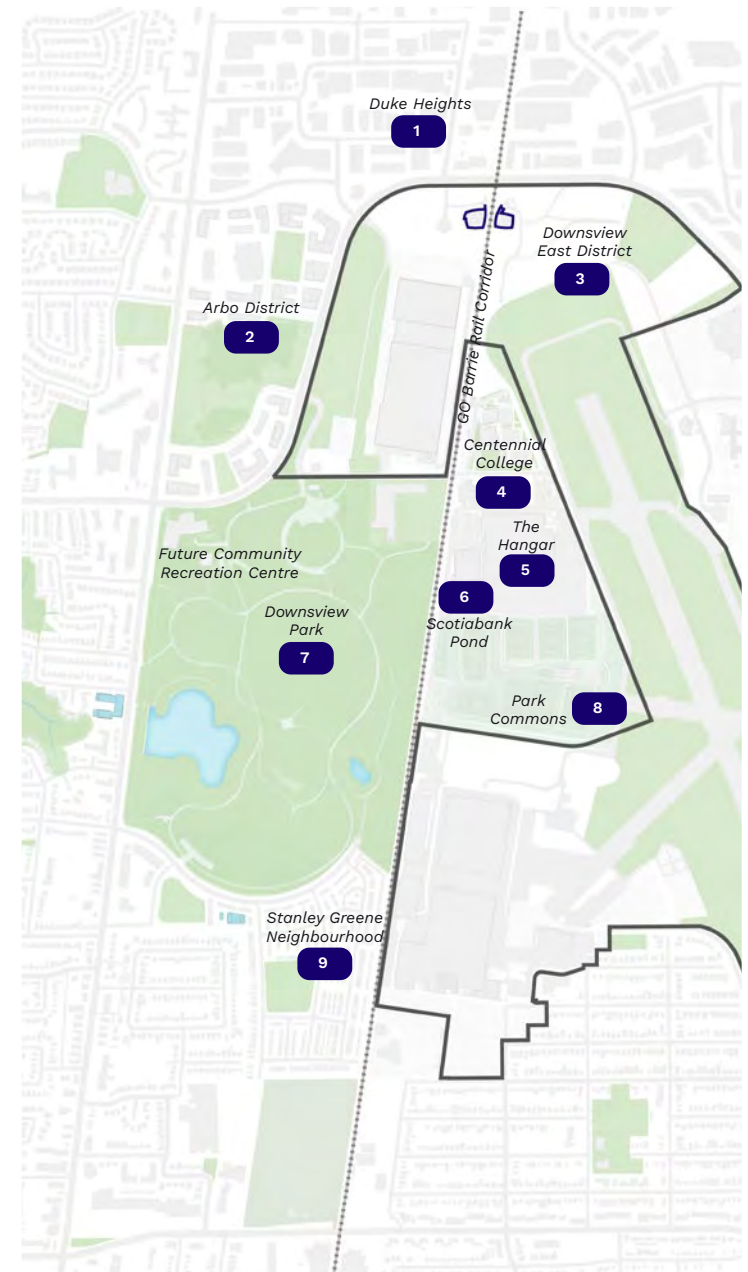 Duke Heights
1
Downsview
East District
3
Arbo District
2
GO Barrie Rail Corridor
Centennial
College
4
The
Hangar
5
Future Community
Recreation Centre
6
Scotiabank
Pond
Downsview
Park
7
Park
Commons
8
Stanley Greene
Neighbourhood
9